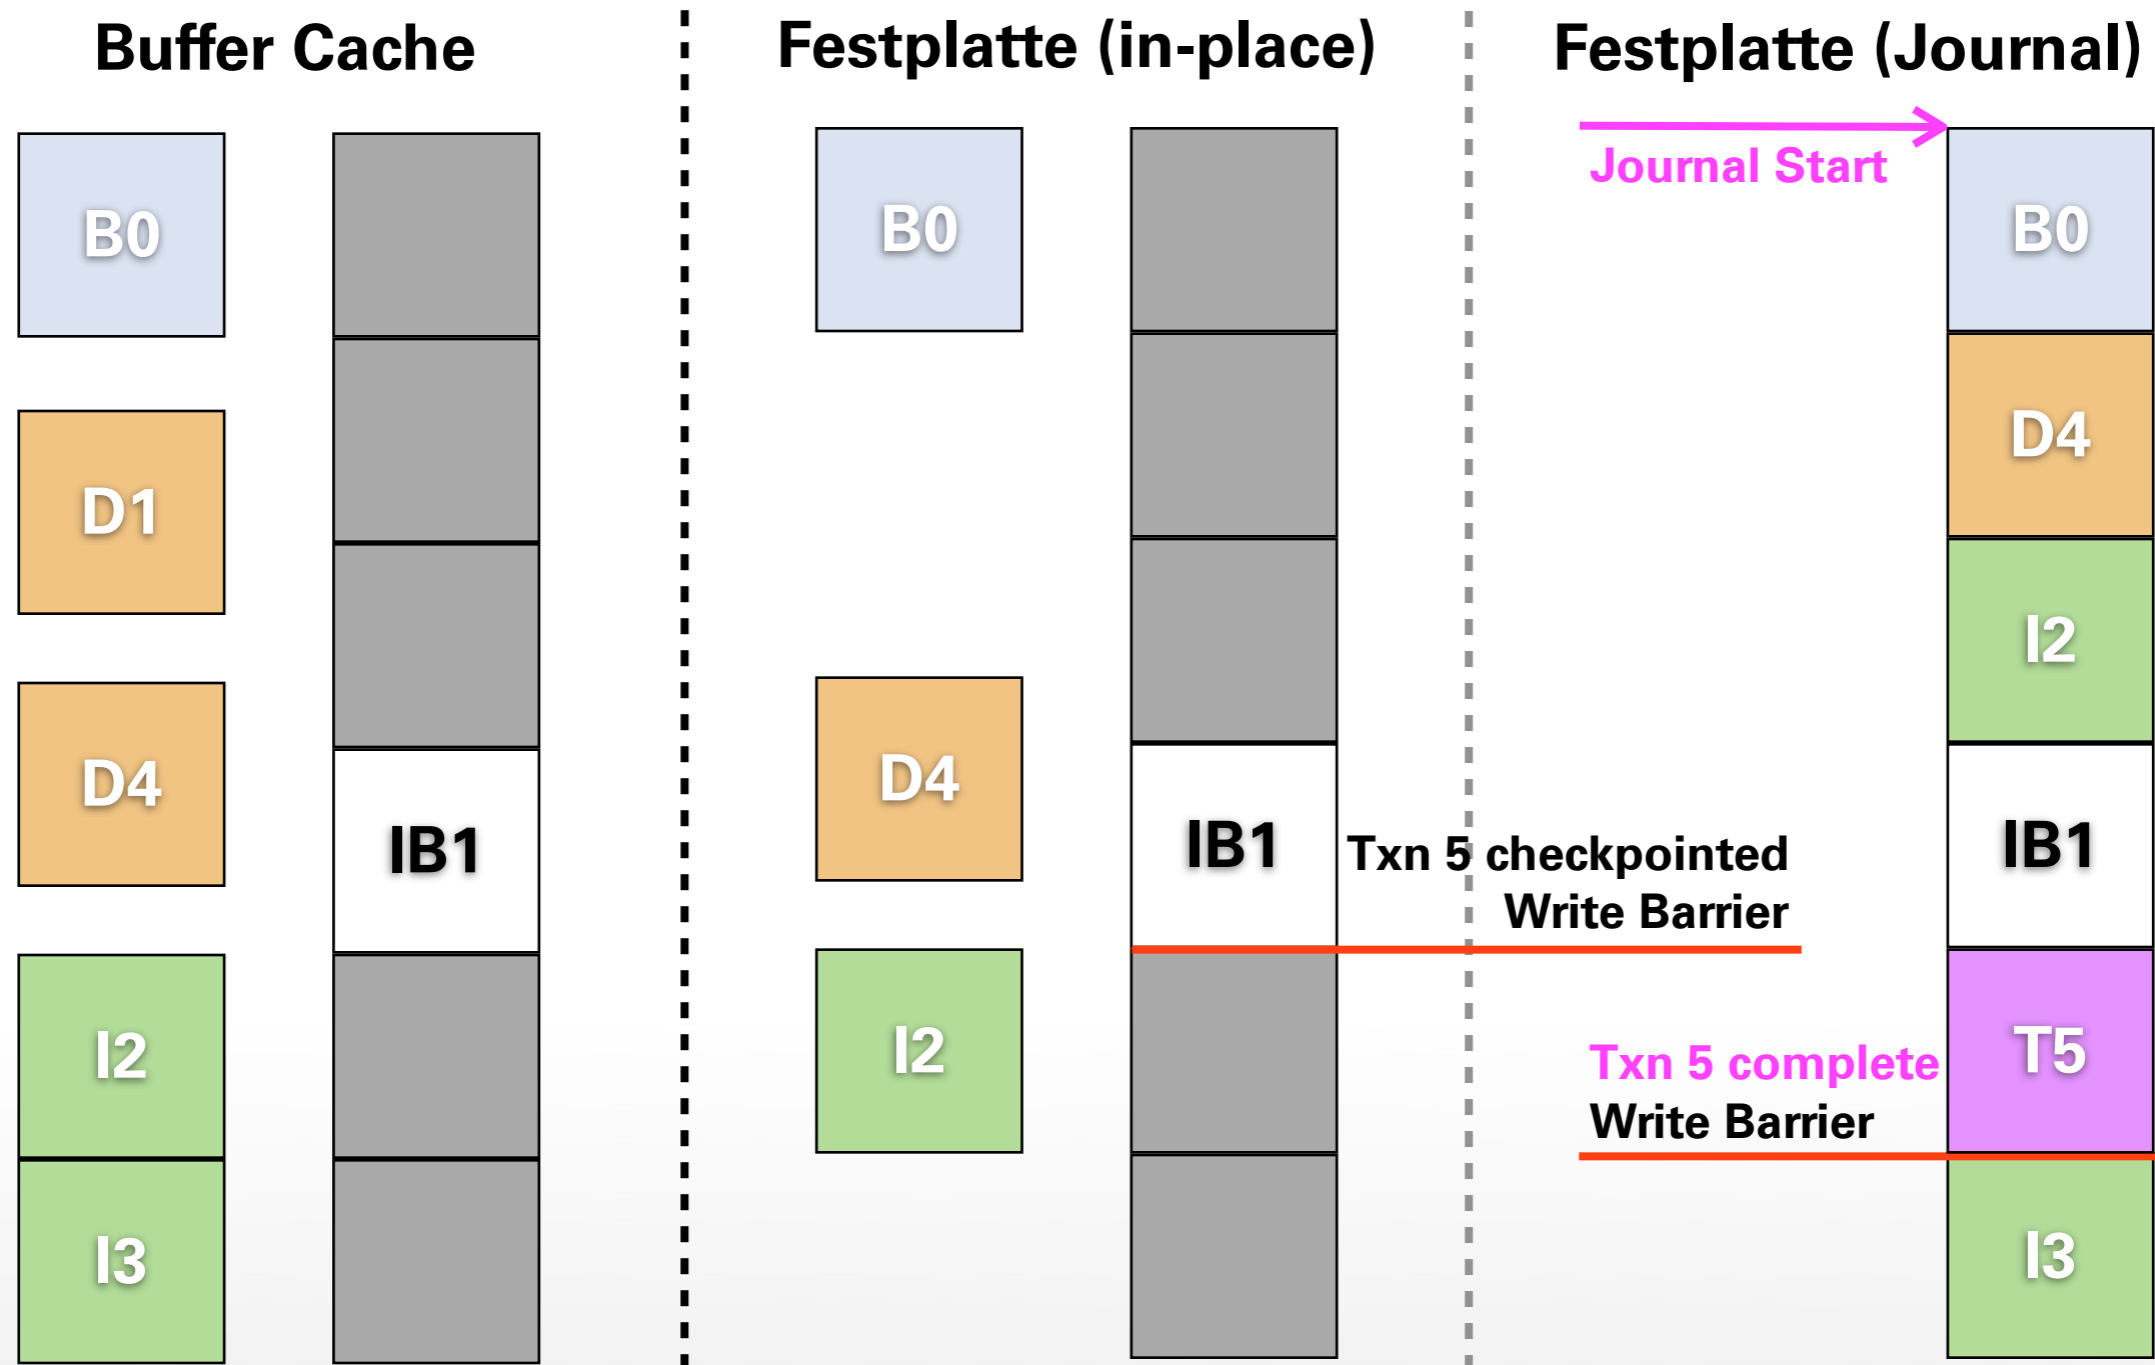 Buffer Cache
B0
D1
D4
I2
I3
IB1
Festplatte (in-place)
B0
D4
I2
IB1
Txn 5 checkpointed
Write Barrier
Festplatte (Journal)
Journal Start
Txn 5 complete
Write Barrier
B0
D4
I2
IB1
T5
I3